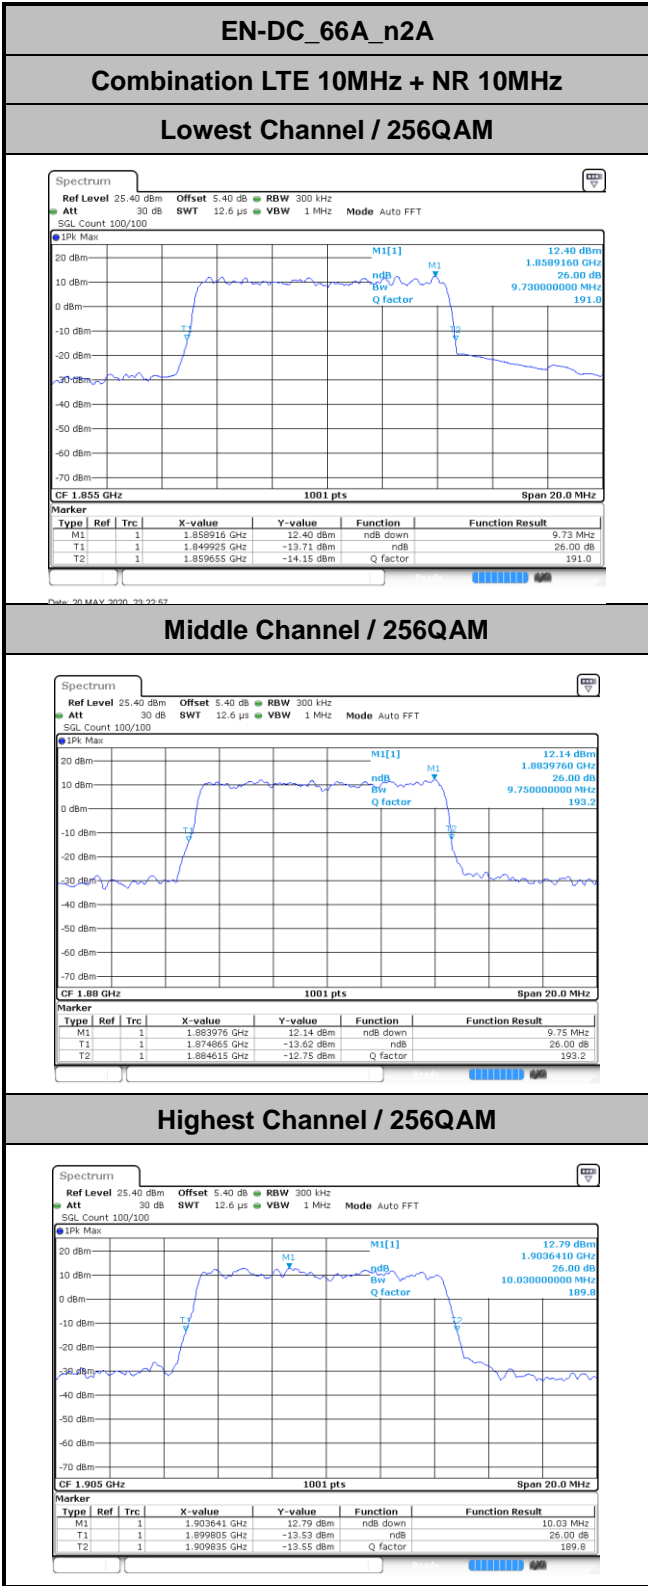 EN-DC_66A_n2A
Combination LTE 10MHz + NR 10MHz
Lowest Channel / 256QAM
Spectrum
Ref Level 25.40 dBm Offset 5.40 dB RBW 300 kHz
Att 30 dB SWT 12.6 µs VBW 1 MHz Mode Auto FFT
SGL Count 100/100
1Pk Max
M1[1] 12.40 dBm
1.8589160 GHz
ndB 26.00 dB
Bw 9.730000000 MHz
Q factor 191.0
M1
T1
T2
20 dBm
10 dBm
0 dBm
-10 dBm
-20 dBm
-30 dBm
-40 dBm
-50 dBm
-60 dBm
-70 dBm
CF 1.855 GHz 1001 pts Span 20.0 MHz
Marker
Type Ref Trc X-value Y-value Function Function Result
M1 1 1.858916 GHz 12.40 dBm ndB down 9.73 MHz
T1 1 1.849925 GHz -13.71 dBm ndB 26.00 dB
T2 1 1.859655 GHz -14.15 dBm Q factor 191.0
Date: 20 MAY 2020 23:22:57
Middle Channel / 256QAM
Spectrum
Ref Level 25.40 dBm Offset 5.40 dB RBW 300 kHz
Att 30 dB SWT 12.6 µs VBW 1 MHz Mode Auto FFT
SGL Count 100/100
1Pk Max
M1[1] 12.14 dBm
1.8839760 GHz
ndB 26.00 dB
Bw 9.750000000 MHz
Q factor 193.2
M1
T1
T2
20 dBm
10 dBm
0 dBm
-10 dBm
-20 dBm
-30 dBm
-40 dBm
-50 dBm
-60 dBm
-70 dBm
CF 1.88 GHz 1001 pts Span 20.0 MHz
Marker
Type Ref Trc X-value Y-value Function Function Result
M1 1 1.883976 GHz 12.14 dBm ndB down 9.75 MHz
T1 1 1.874865 GHz -13.62 dBm ndB 26.00 dB
T2 1 1.884615 GHz -12.75 dBm Q factor 193.2
Highest Channel / 256QAM
Spectrum
Ref Level 25.40 dBm Offset 5.40 dB RBW 300 kHz
Att 30 dB SWT 12.6 µs VBW 1 MHz Mode Auto FFT
SGL Count 100/100
1Pk Max
M1[1] 12.79 dBm
1.9036410 GHz
ndB 26.00 dB
Bw 10.030000000 MHz
Q factor 189.8
M1
T1
T2
20 dBm
10 dBm
0 dBm
-10 dBm
-20 dBm
-30 dBm
-40 dBm
-50 dBm
-60 dBm
-70 dBm
CF 1.905 GHz 1001 pts Span 20.0 MHz
Marker
Type Ref Trc X-value Y-value Function Function Result
M1 1 1.903641 GHz 12.79 dBm ndB down 10.03 MHz
T1 1 1.899805 GHz -13.53 dBm ndB 26.00 dB
T2 1 1.909835 GHz -13.55 dBm Q factor 189.8